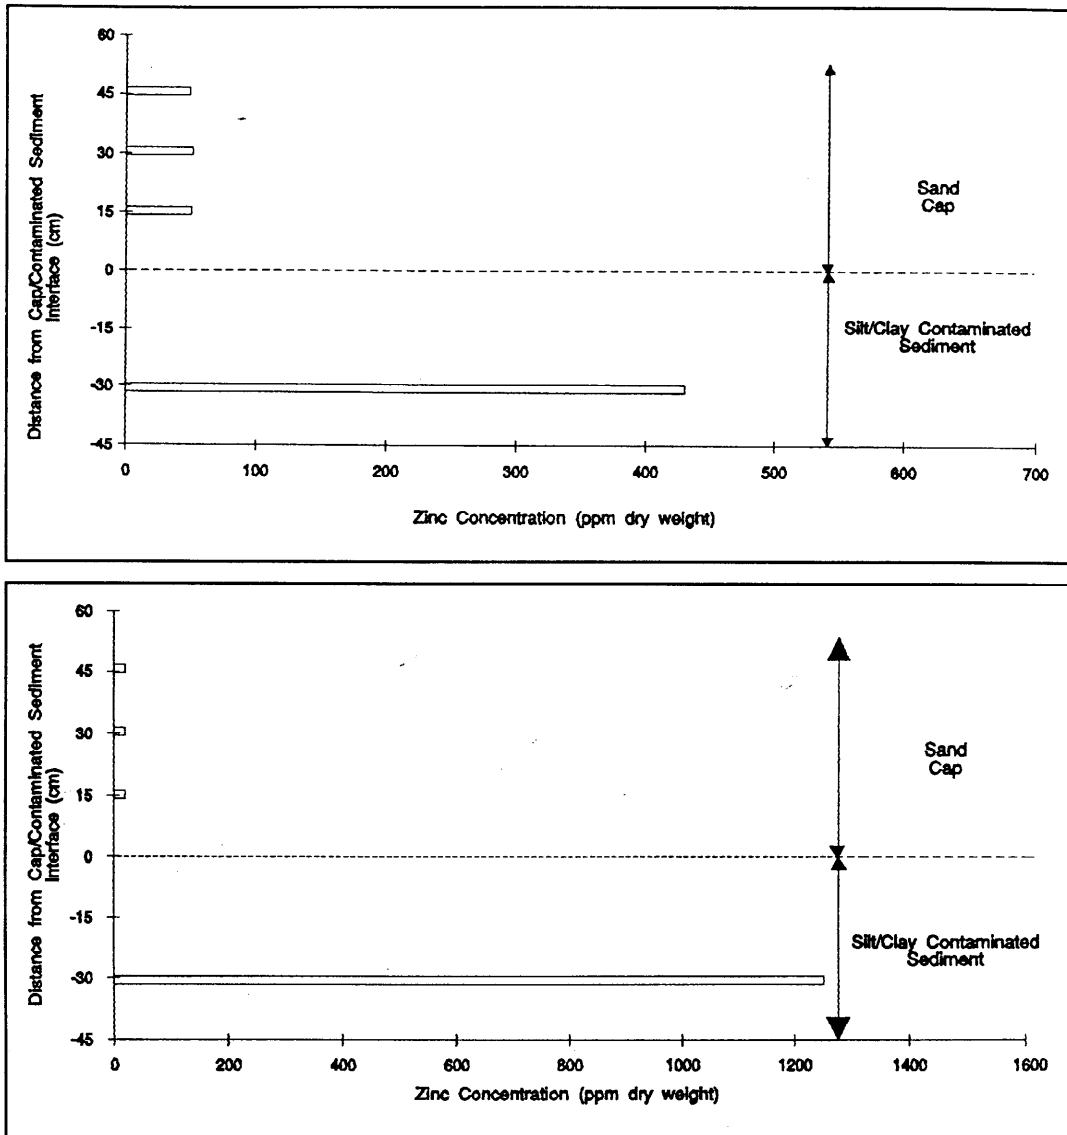 60
45
30
15
0
-15
-30
-45
Distance from Cap/Contaminated Sediment
Interface (cm)
Sand
Cap
Silt/Clay Contaminated
Sediment
0 100 200 300 400 500 600 700
Zinc Concentration (ppm dry weight)
60
45
30
15
0
-15
-30
-45
Distance from Cap/Contaminated Sediment
Interface (cm)
Sand
Cap
Silt/Clay Contaminated
Sediment
0 200 400 600 800 1000 1200 1400 1600
Zinc Concentration (ppm dry weight)